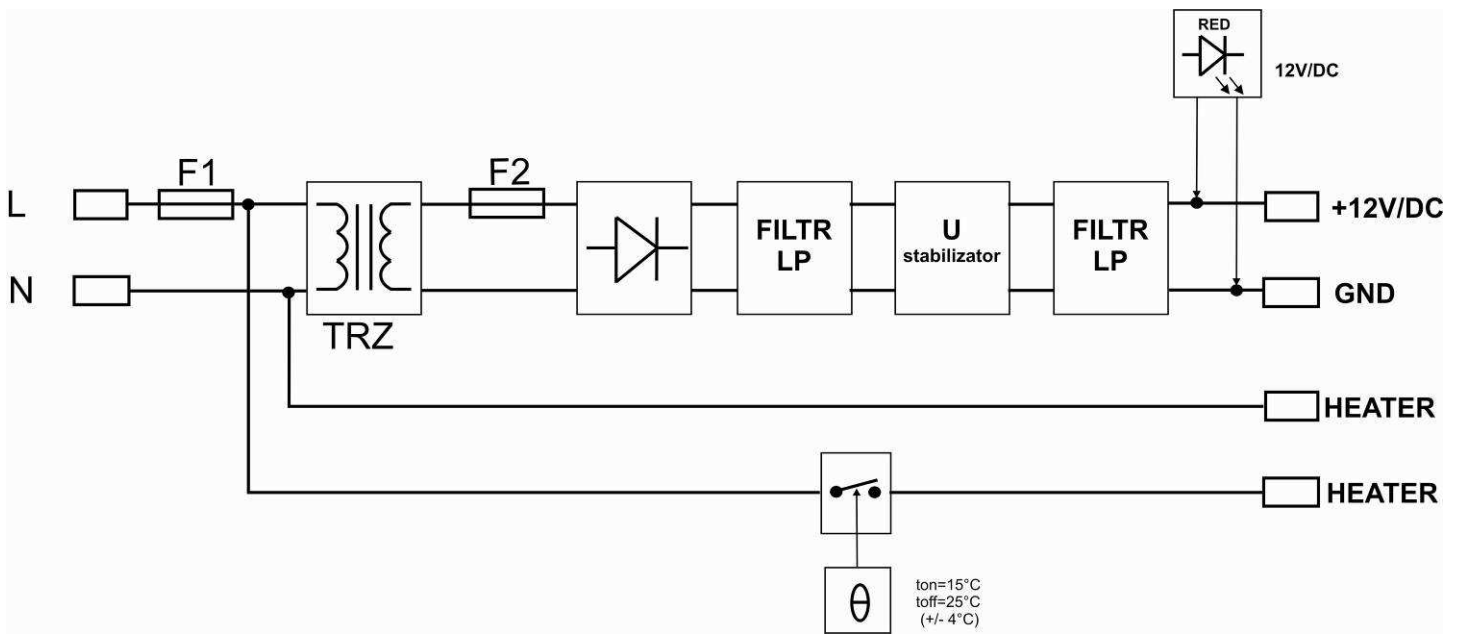 RED
12V/DC
F1
F2
L
+12V/DC
FILTR
LP
U
stabilizator
FILTR
LP
N
GND
TRZ
HEATER
HEATER
θ
ton=15°C
toff=25°C
(+/- 4°C)